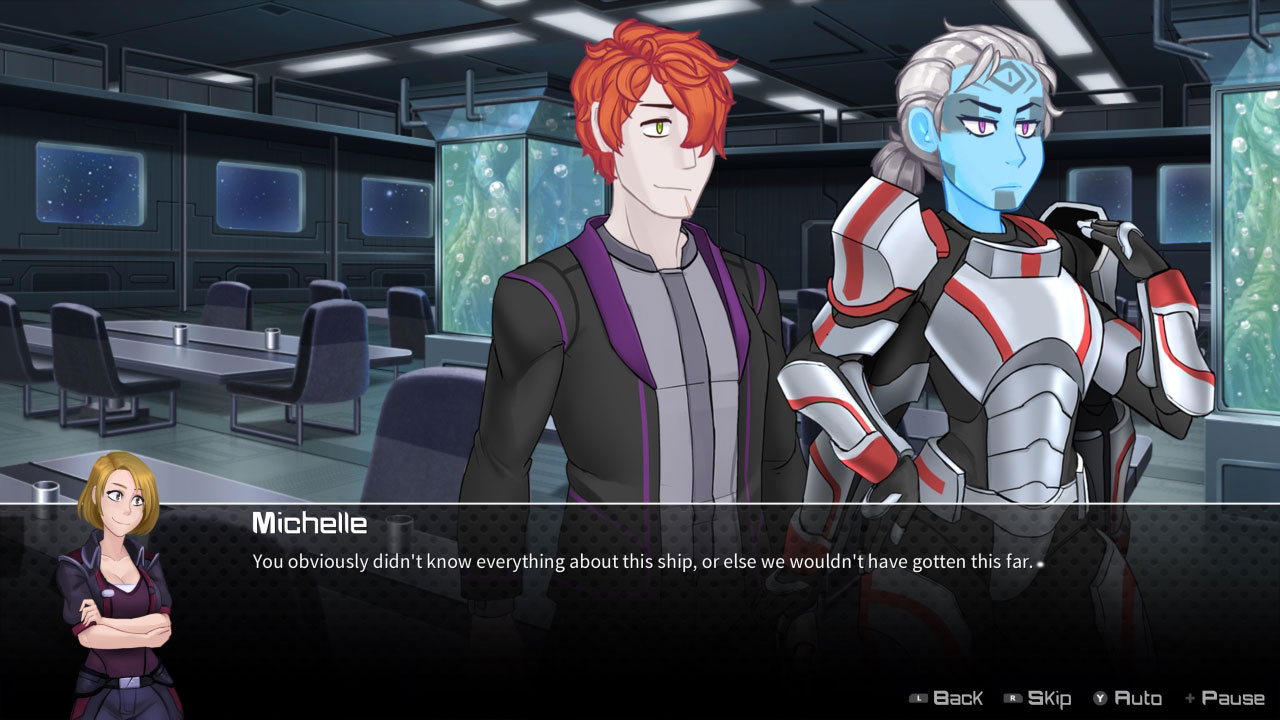 Michelle
You obviously didn't know everything about this ship, or else we wouldn't have gotten this far.
L Back R Skip Y Auto + Pause